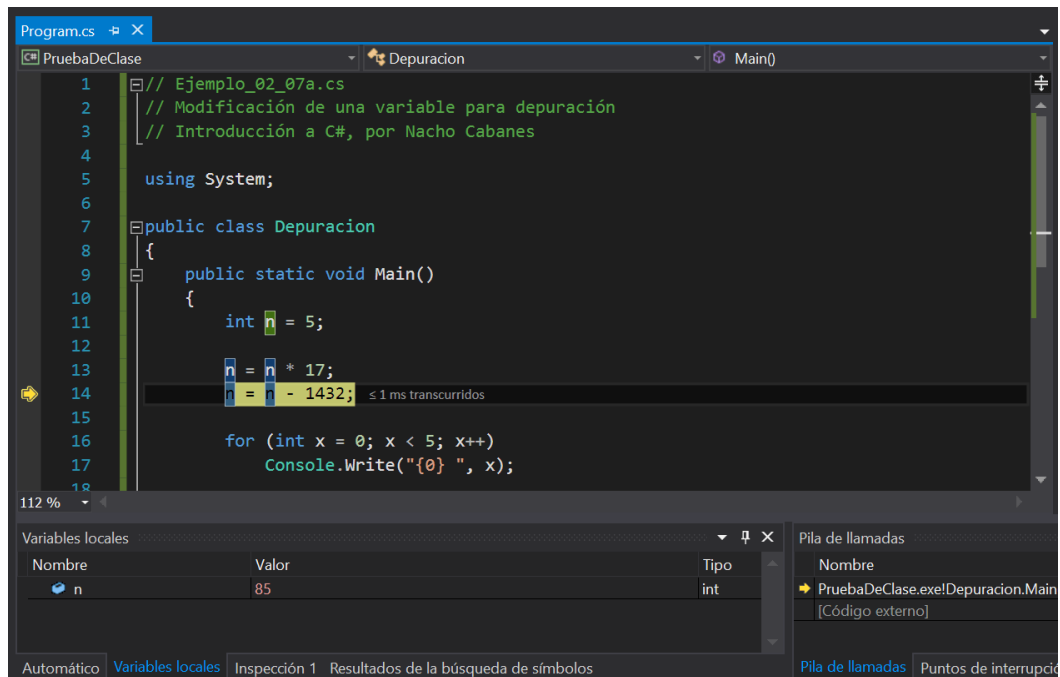 Program.cs
C# PruebaDeClase Depuracion Main()
1 // Ejemplo_02_07a.cs
2 // Modificación de una variable para depuración
3 // Introducción a C#, por Nacho Cabanes
4
5 using System;
6
7 public class Depuracion
8 {
9 public static void Main()
10 {
11 int n = 5;
12
13 n = n * 17;
14 n = n - 1432; ≤ 1 ms transcurridos
15
16 for (int x = 0; x < 5; x++)
17 Console.Write("{0} ", x);
18
112 %
Variables locales
Nombre Valor Tipo
n 85 int
Automático Variables locales Inspección 1 Resultados de la búsqueda de símbolos
Pila de llamadas
Nombre
PruebaDeClase.exe!Depuracion.Main
[Código externo]
Pila de llamadas Puntos de interrupció